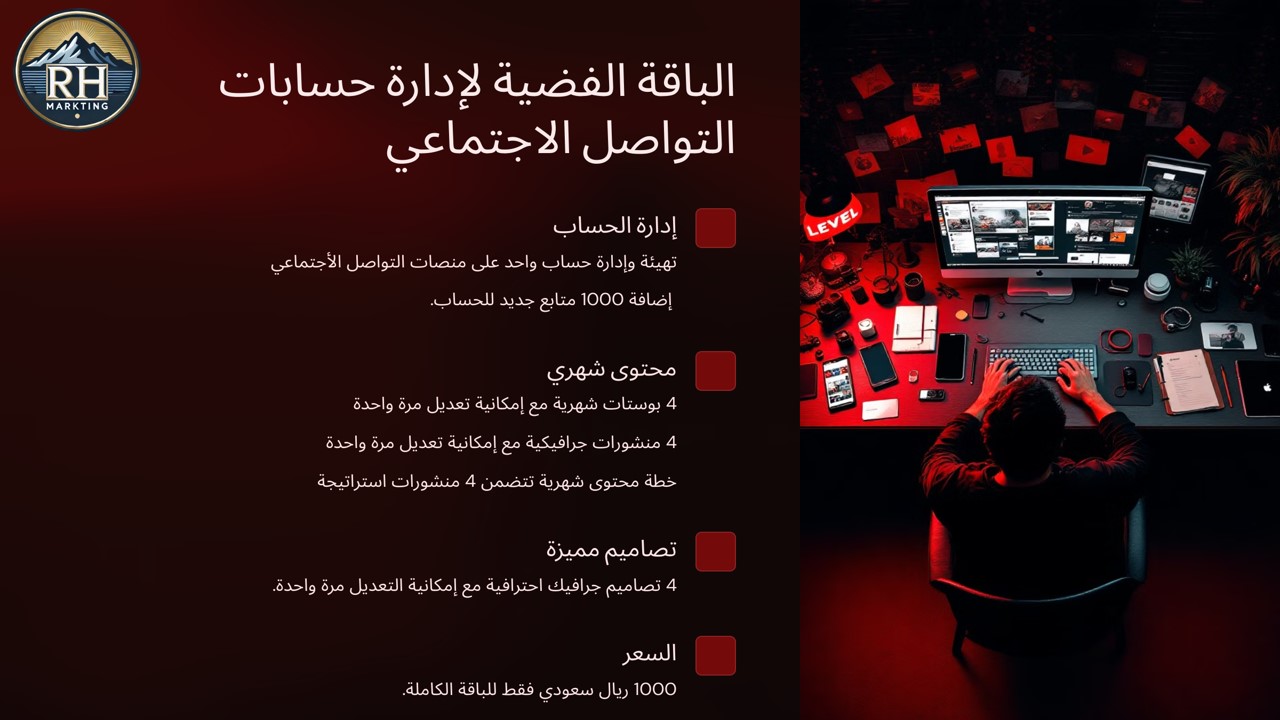 RH
MARKTING
الباقة الفضية لإدارة حسابات
التواصل الاجتماعي
إدارة الحساب
تهيئة وإدارة حساب واحد على منصات التواصل الأجتماعي
إضافة 1000 متابع جديد للحساب.
محتوى شهري
4 بوستات شهرية مع إمكانية تعديل مرة واحدة
4 منشورات جرافيكية مع إمكانية تعديل مرة واحدة
خطة محتوى شهرية تتضمن 4 منشورات استراتيجة
تصاميم مميزة
4 تصاميم جرافيك احترافية مع إمكانية التعديل مرة واحدة.
السعر
1000 ريال سعودي فقط للباقة الكاملة.
LEVEL